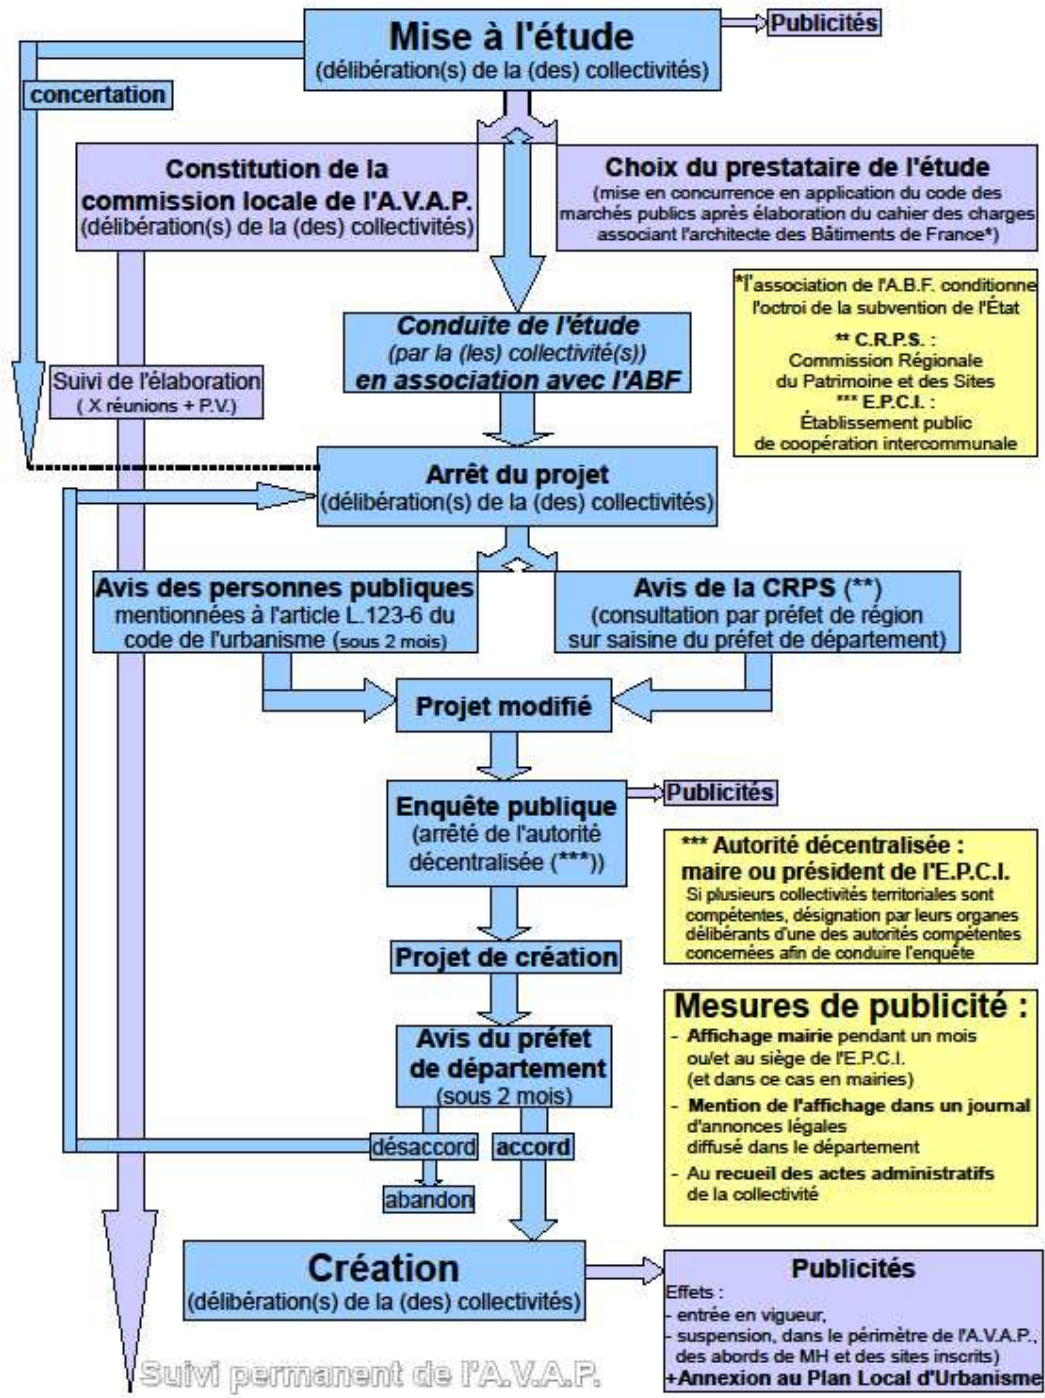 Mise à l'étude
(délibération(s) de la (des) collectivités)
Publicités
concertation
Constitution de la
commission locale de l'A.V.A.P.
(délibération(s) de la (des) collectivités)
Choix du prestataire de l'étude
(mise en concurrence en application du code des
marchés publics après élaboration du cahier des charges
associant l'architecte des Bâtiments de France*)
*l'association de l'A.B.F. conditionne
l'octroi de la subvention de l'État
** C.R.P.S. :
Commission Régionale
du Patrimoine et des Sites
*** E.P.C.I. :
Établissement public
de coopération intercommunale
Conduite de l'étude
(par la (les) collectivité(s))
en association avec l'ABF
Suivi de l'élaboration
( X réunions + P.V.)
Arrêt du projet
(délibération(s) de la (des) collectivités)
Avis des personnes publiques
mentionnées à l'article L.123-6 du
code de l'urbanisme (sous 2 mois)
Avis de la CRPS (**)
(consultation par préfet de région
sur saisine du préfet de département)
Projet modifié
Enquête publique
(arrêté de l'autorité
décentralisée (***))
Publicités
*** Autorité décentralisée :
maire ou président de l'E.P.C.I.
Si plusieurs collectivités territoriales sont
compétentes, désignation par leurs organes
délibérants d'une des autorités compétentes
concernées afin de conduire l'enquête
Projet de création
Avis du préfet
de département
(sous 2 mois)
Mesures de publicité :
- Affichage mairie pendant un mois
ou/et au siège de l'E.P.C.I.
(et dans ce cas en mairies)
- Mention de l'affichage dans un journal
d'annonces légales
diffusé dans le département
- Au recueil des actes administratifs
de la collectivité
désaccord
accord
abandon
Création
(délibération(s) de la (des) collectivités)
Publicités
Effets :
- entrée en vigueur,
- suspension, dans le périmètre de l'A.V.A.P.,
des abords de MH et des sites inscrits)
+Annexion au Plan Local d'Urbanisme
Suivi permanent de l'A.V.A.P.